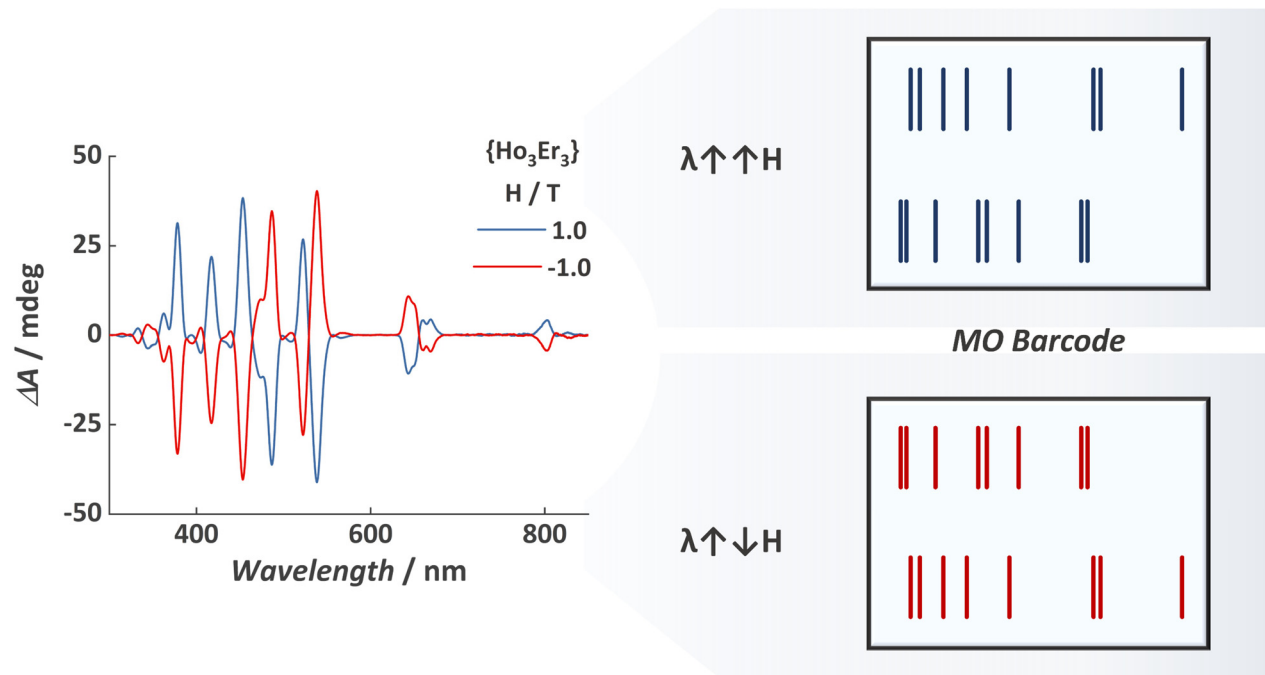 {Ho₃Er₃}
H / T
1.0
-1.0
50
25
0
-25
-50
ΔA / mdeg
400
600
800
Wavelength / nm
λ↑↑H
MO Barcode
λ↑↓H